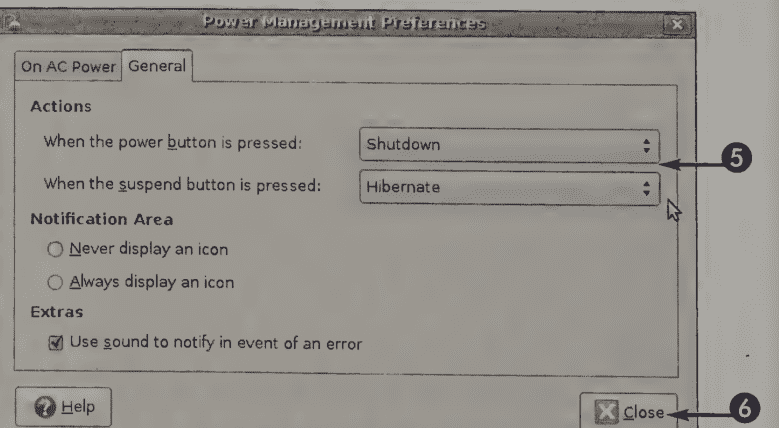 Power Management Preferences
On AC Power General
Actions
When the power button is pressed: Shutdown
5
When the suspend button is pressed: Hibernate
Notification Area
Never display an icon
Always display an icon
Extras
Use sound to notify in event of an error
Help Close 6